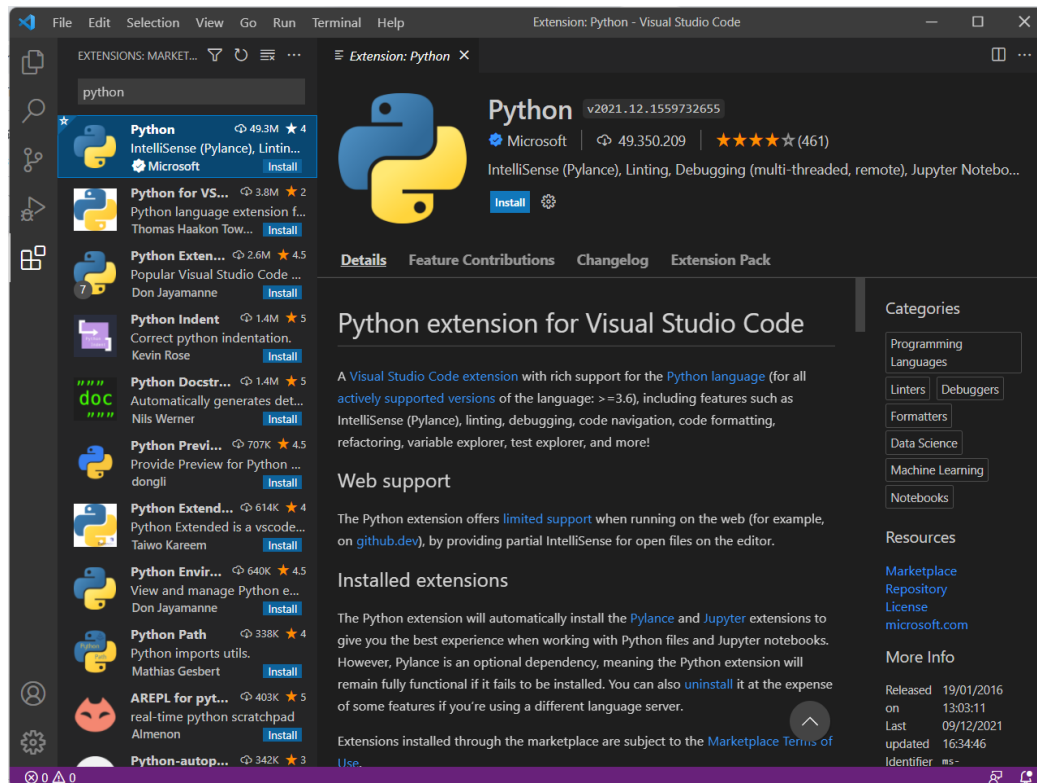 File Edit Selection View Go Run Terminal Help Extension: Python - Visual Studio Code
EXTENSIONS: MARKET...
python
Python 49.3M ★ 4
IntelliSense (Pylance), Lintin...
Microsoft Install
Python for VS... 3.8M ★ 2
Python language extension f...
Thomas Haakon Tow... Install
Python Exten... 2.6M ★ 4.5
Popular Visual Studio Code ...
7
Don Jayamanne Install
Python Indent 1.4M ★ 5
Correct python indentation.
Kevin Rose Install
Python Docstr... 1.4M ★ 5
Automatically generates det...
""" doc """
Nils Werner Install
Python Previ... 707K ★ 4.5
Provide Preview for Python ...
dongli Install
Python Extend... 614K ★ 4
Python Extended is a vscode...
Taiwo Kareem Install
Python Envir... 640K ★ 4.5
View and manage Python e...
Don Jayamanne Install
Python Path 338K ★ 4
Python imports utils.
Mathias Gesbert Install
AREPL for pyt... 403K ★ 5
real-time python scratchpad
Almenon Install
Python-autop... 342K ★ 3
Extension: Python
Python v2021.12.1559732655
Microsoft 49.350.209 ★★★★☆(461)
IntelliSense (Pylance), Linting, Debugging (multi-threaded, remote), Jupyter Notebo...
Install
Details Feature Contributions Changelog Extension Pack
Python extension for Visual Studio Code
A Visual Studio Code extension with rich support for the Python language (for all
actively supported versions of the language: >=3.6), including features such as
IntelliSense (Pylance), linting, debugging, code navigation, code formatting,
refactoring, variable explorer, test explorer, and more!
Web support
The Python extension offers limited support when running on the web (for example,
on github.dev), by providing partial IntelliSense for open files on the editor.
Installed extensions
The Python extension will automatically install the Pylance and Jupyter extensions to
give you the best experience when working with Python files and Jupyter notebooks.
However, Pylance is an optional dependency, meaning the Python extension will
remain fully functional if it fails to be installed. You can also uninstall it at the expense
of some features if you're using a different language server.
Extensions installed through the marketplace are subject to the Marketplace Terms of
Use.
Categories
Programming
Languages
Linters Debuggers
Formatters
Data Science
Machine Learning
Notebooks
Resources
Marketplace
Repository
License
microsoft.com
More Info
Released 19/01/2016
on 13:03:11
Last 09/12/2021
updated 16:34:46
Identifier ms-
0 0